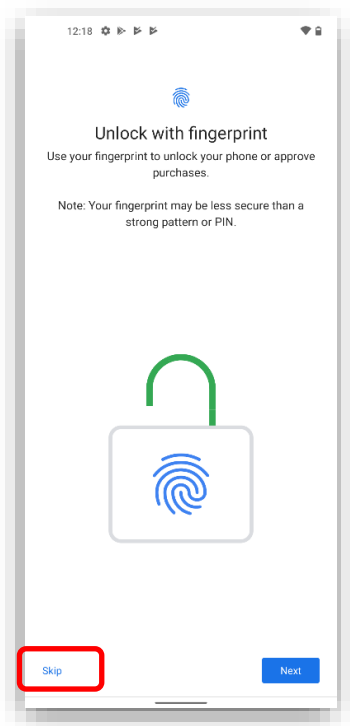 12:18
Unlock with fingerprint
Use your fingerprint to unlock your phone or approve
purchases.
Note: Your fingerprint may be less secure than a
strong pattern or PIN.
Skip
Next